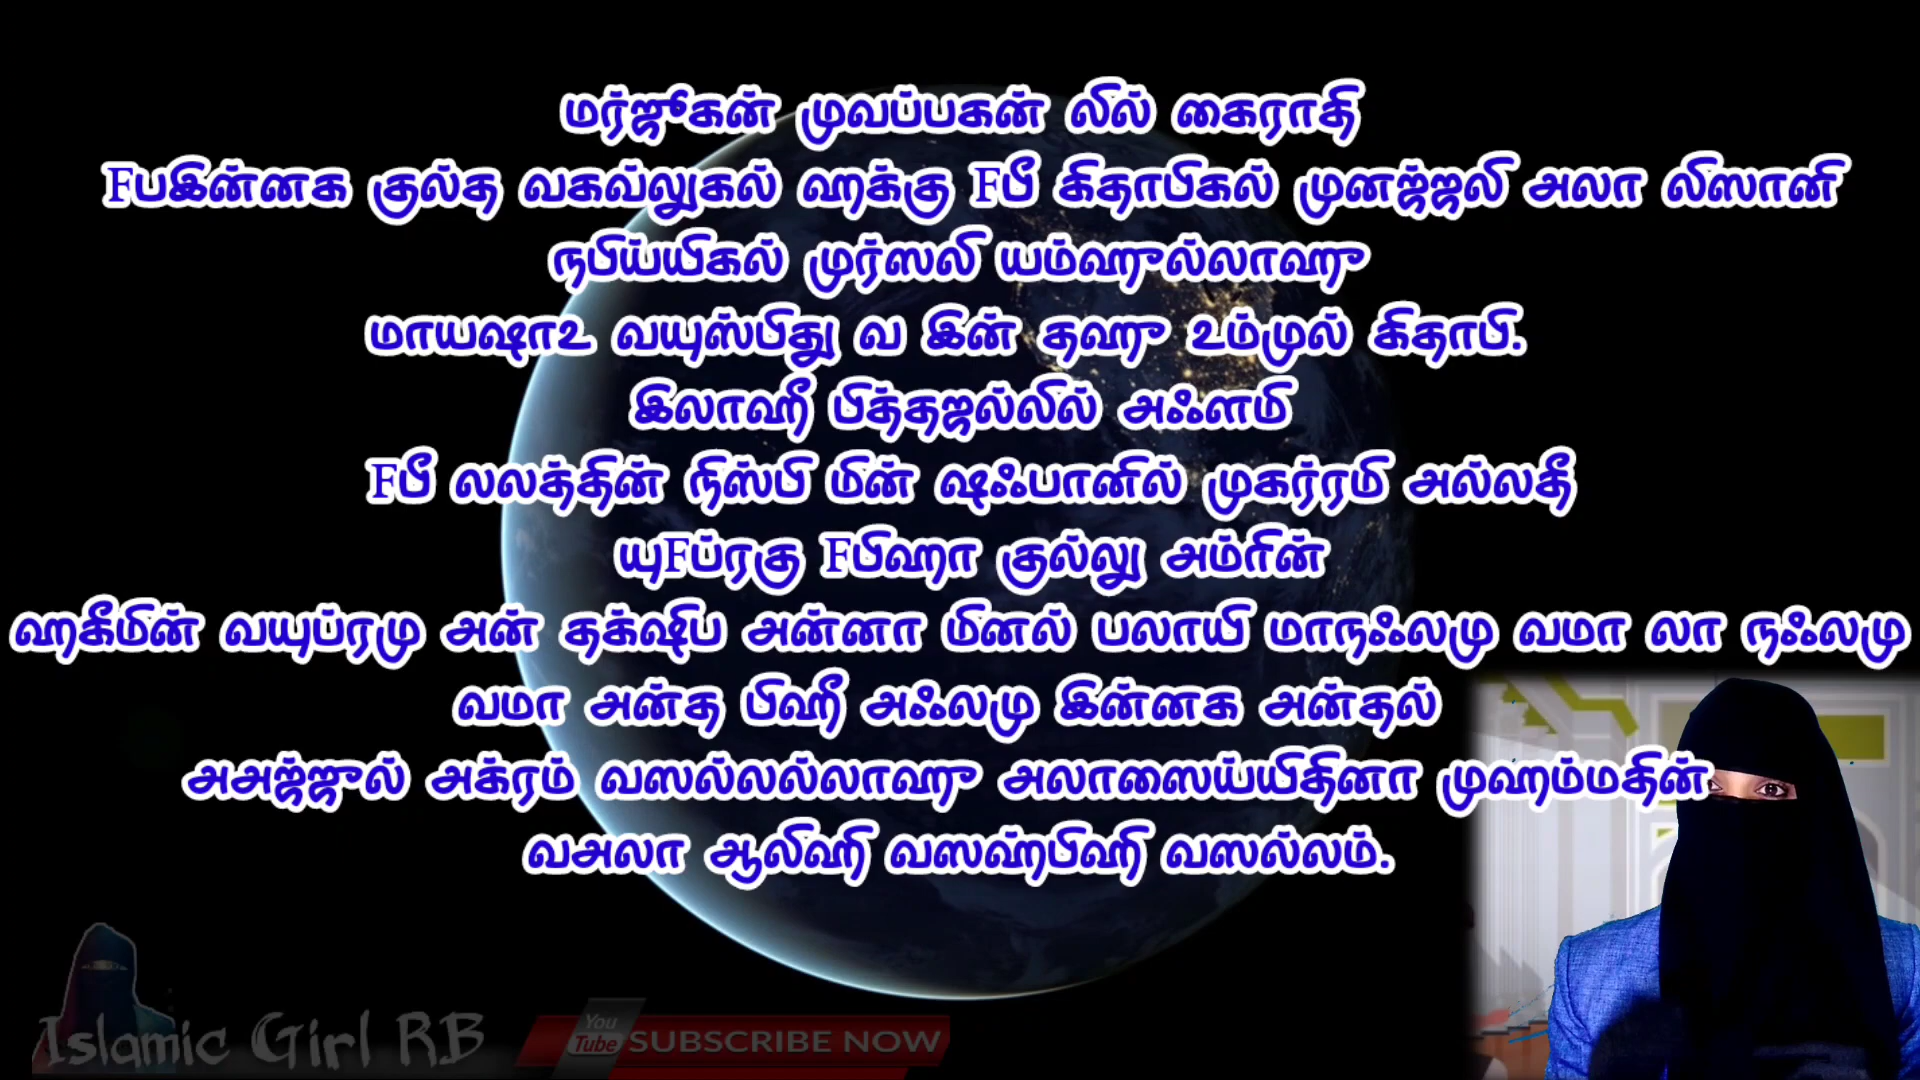 மர்ஜூகன் முவப்பகன் லில் கைராதி
Fபஇன்னக குல்த வகவ்லுகல் ஹக்கு Fபீ கிதாபிகல் முனஜ்ஜலி அலா லிஸானி
நபிய்யிகல் முர்ஸலி யம்ஹுல்லாஹு
மாயஷாஉ வயுஸ்பிது வ இன் தஹு உம்முல் கிதாபி.
இலாஹீ பித்தஜல்லில் அஃளமி
Fபீ லலத்தின் நிஸ்பி மின் ஷஃபானில் முகர்ரமி அல்லதீ
யுFப்ரகு Fபிஹா குல்லு அம்ரின்
ஹகீமின் வயுப்ரமு அன் தக்ஷிப அன்னா மினல் பலாயி மாநஃலமு வமா லா நஃலமு
வமா அன்த பிஹீ அஃலமு இன்னக அன்தல்
அஅஜ்ஜுல் அக்ரம் வஸல்லல்லாஹு அலாஸைய்யிதினா முஹம்மதின்
வஅலா ஆலிஹி வஸஹ்பிஹி வஸல்லம்.
Islamic Girl RB
You Tube SUBSCRIBE NOW